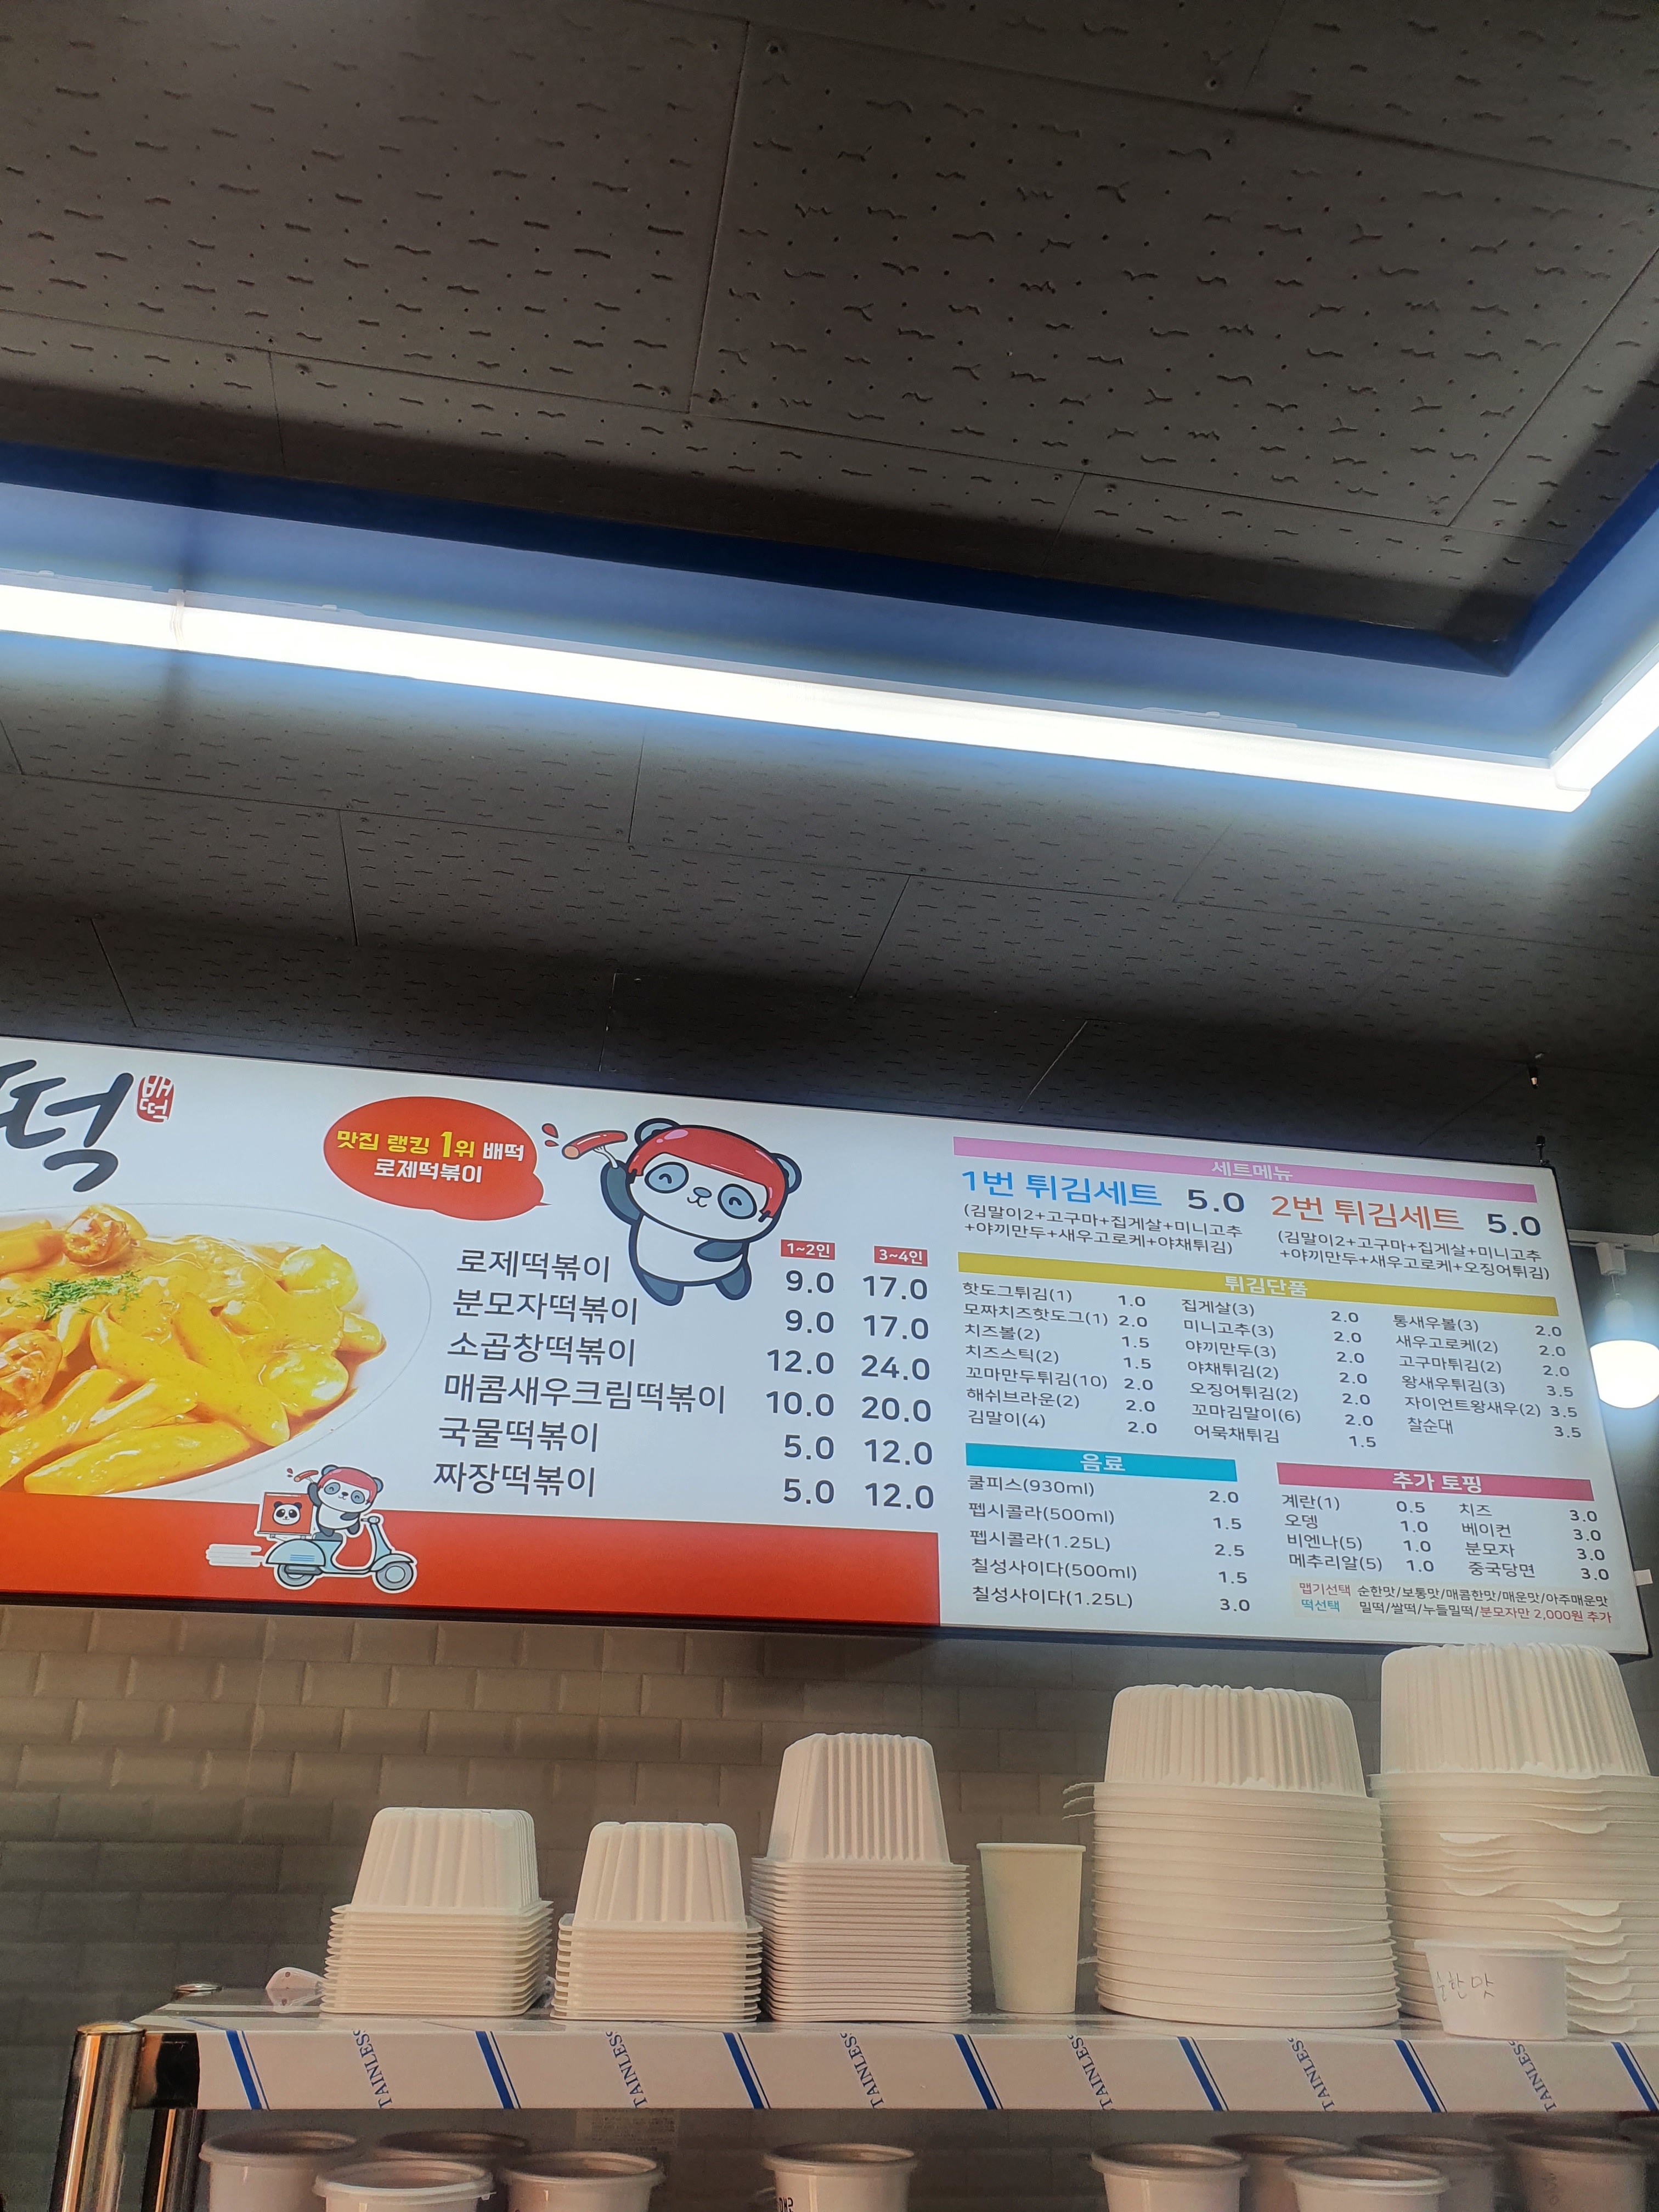 떡
배떡
맛집 랭킹 1위 배떡
로제떡볶이
1~2인 3~4인
로제떡볶이 9.0 17.0
분모자떡볶이 9.0 17.0
소곱창떡볶이 12.0 24.0
매콤새우크림떡볶이 10.0 20.0
국물떡볶이 5.0 12.0
짜장떡볶이 5.0 12.0
세트메뉴
1번 튀김세트 5.0
(김말이2+고구마+집게살+미니고추
+야끼만두+새우고로케+야채튀김)
2번 튀김세트 5.0
(김말이2+고구마+집게살+미니고추
+야끼만두+새우고로케+오징어튀김)
튀김단품
핫도그튀김(1) 1.0
모짜치즈핫도그(1) 2.0
치즈볼(2) 1.5
치즈스틱(2) 1.5
꼬마만두튀김(10) 2.0
해쉬브라운(2) 2.0
김말이(4) 2.0
집게살(3) 2.0
미니고추(3) 2.0
야끼만두(3) 2.0
야채튀김(2) 2.0
오징어튀김(2) 2.0
꼬마김말이(6) 2.0
어묵채튀김 1.5
통새우볼(3) 2.0
새우고로케(2) 2.0
고구마튀김(2) 2.0
왕새우튀김(3) 3.5
자이언트왕새우(2) 3.5
찰순대 3.5
음료
쿨피스(930ml) 2.0
펩시콜라(500ml) 1.5
펩시콜라(1.25L) 2.5
칠성사이다(500ml) 1.5
칠성사이다(1.25L) 3.0
추가 토핑
계란(1) 0.5
오뎅 1.0
비엔나(5) 1.0
메추리알(5) 1.0
치즈 3.0
베이컨 3.0
분모자 3.0
중국당면 3.0
맵기선택 순한맛/보통맛/매콤한맛/매운맛/아주매운맛
떡선택 밀떡/쌀떡/누들밀떡/분모자만 2,000원 추가
순한 맛
TAINLESS
TAINLESS
TAINLESS
TAINLESS
TAINLESS
TAINLESS